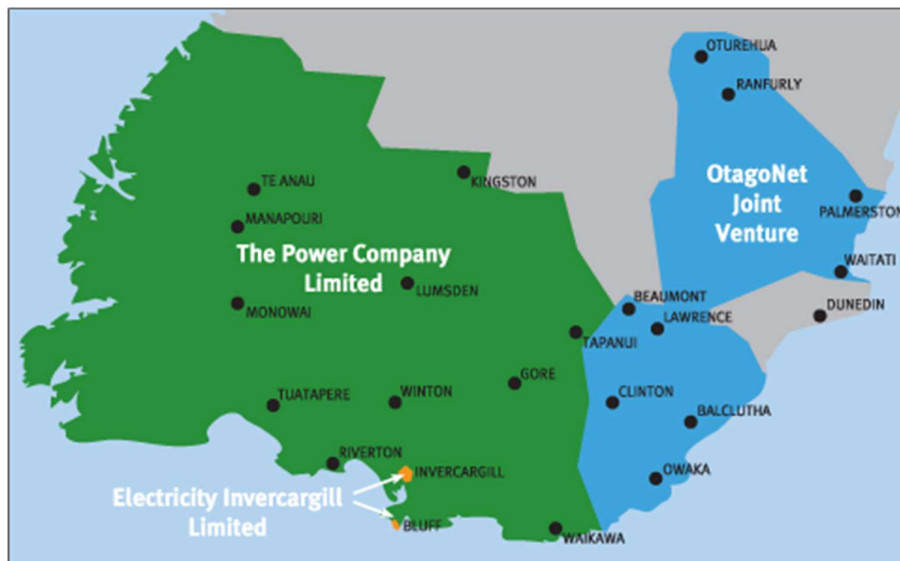 OTUREHUA
RANFURLY
OtagoNet
Joint
Venture
TE ANAU
KINGSTON
PALMERSTON
MANAPOURI
The Power Company
Limited
WAITATI
LUMSDEN
BEAUMONT
DUNEDIN
MONOWAI
LAWRENCE
TAPANUI
GORE
TUATAPERE
WINTON
CLINTON
BALCLUTHA
RIVERTON
INVERCARGILL
OWAKA
Electricity Invercargill
Limited
BLUFF
WAIKAWA